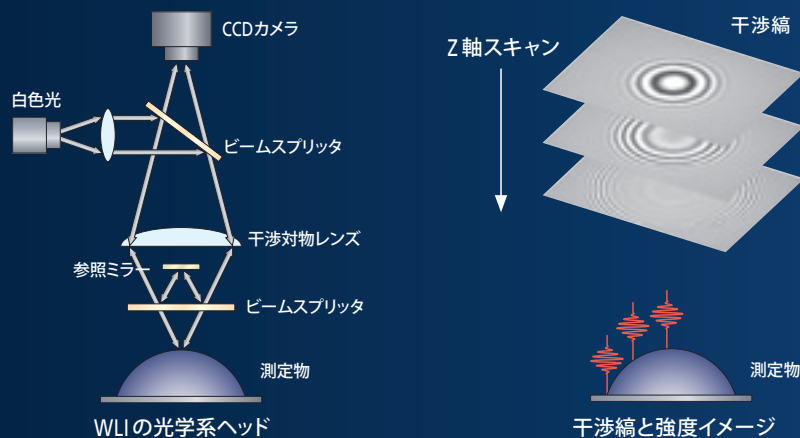 CCDカメラ
白色光
ビームスプリッタ
干渉対物レンズ
参照ミラー
ビームスプリッタ
測定物
WLIの光学系ヘッド
干渉縞
Z軸スキャン
測定物
干渉縞と強度イメージ